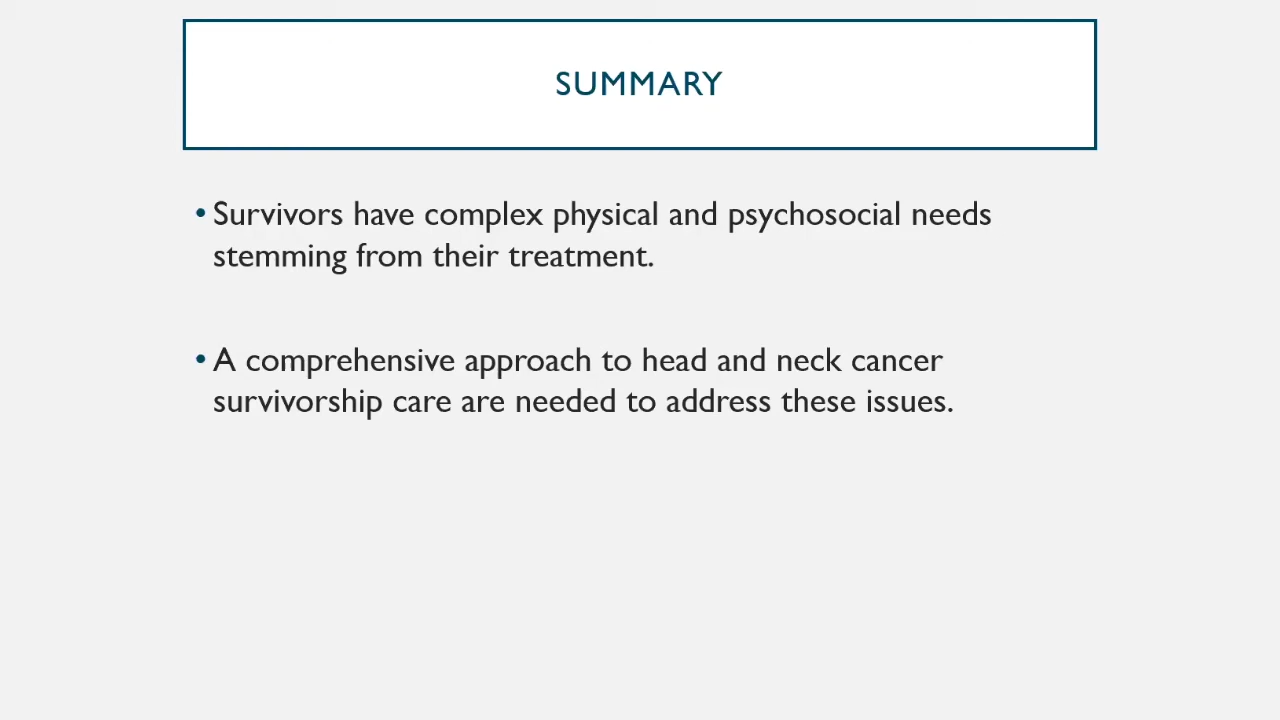 SUMMARY
• Survivors have complex physical and psychosocial needs
stemming from their treatment.
• A comprehensive approach to head and neck cancer
survivorship care are needed to address these issues.